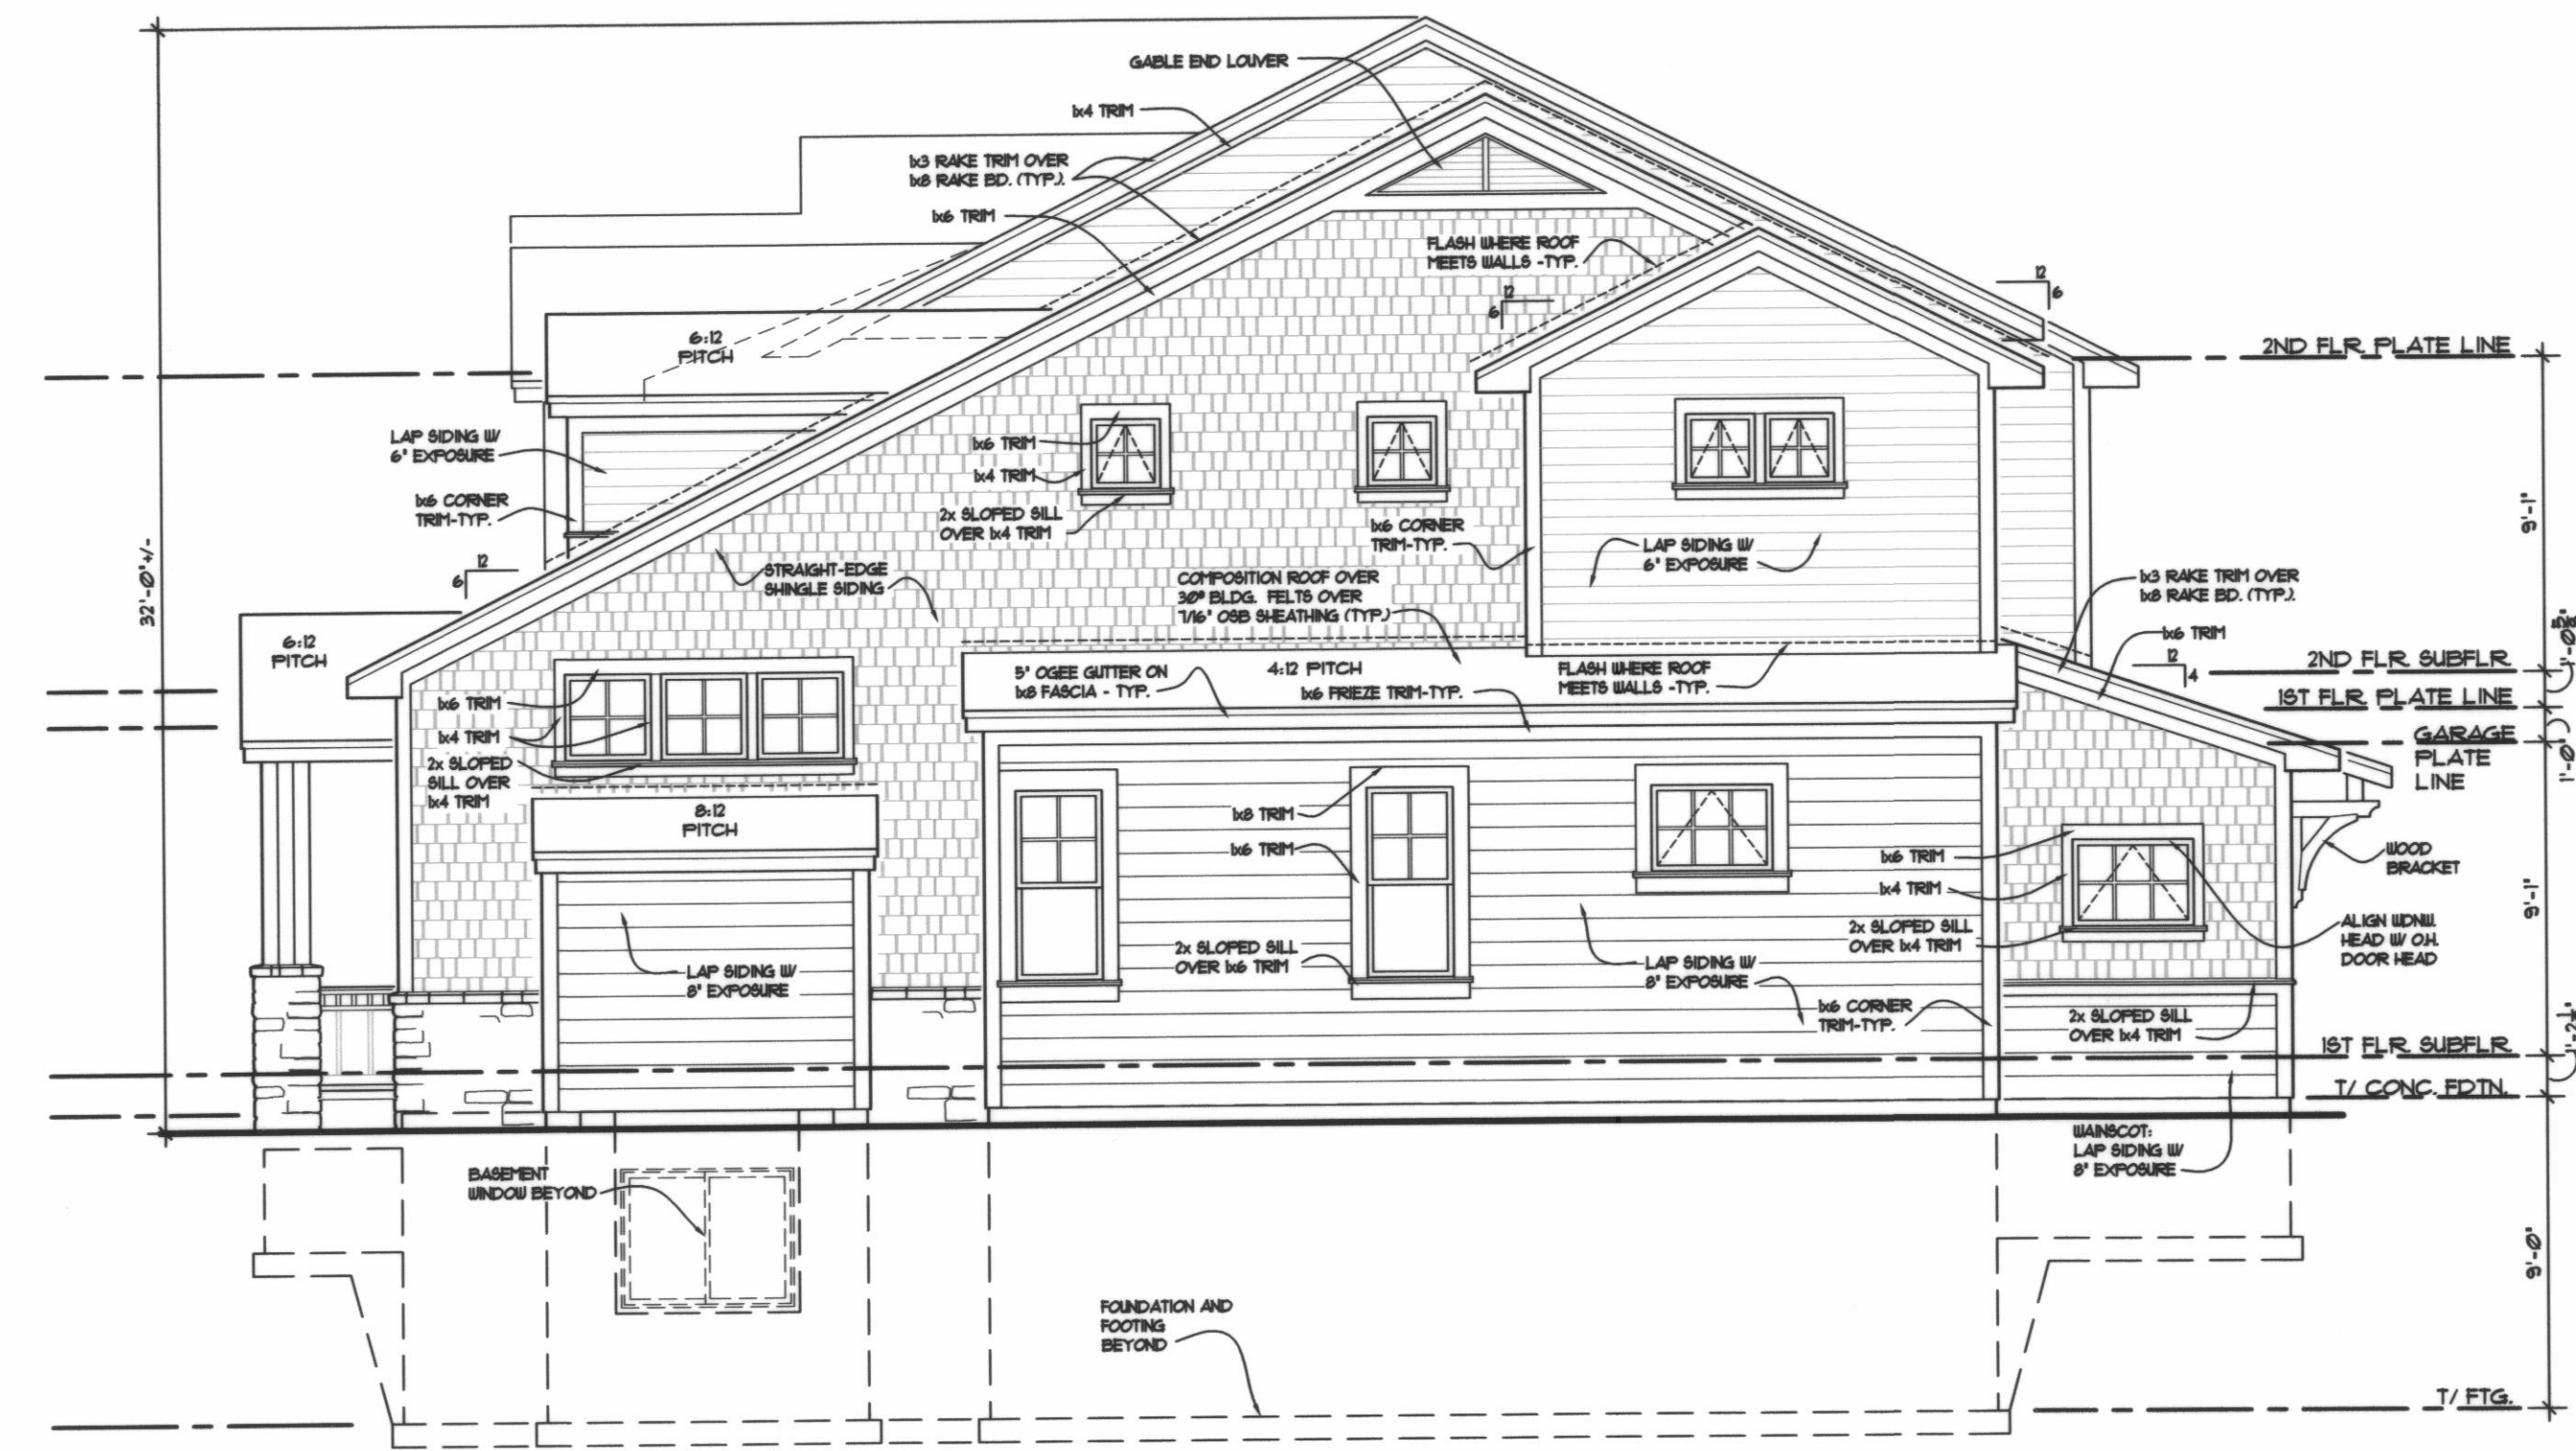 GABLE END LOUVER
1x4 TRIM
1x3 RAKE TRIM OVER
1x8 RAKE BD. (TYP.).
1x6 TRIM
FLASH WHERE ROOF
MEETS WALLS -TYP.
12
6
12
6
6:12
PITCH
2ND FLR. PLATE LINE
LAP SIDING W/
6" EXPOSURE
1x6 CORNER
TRIM-TYP.
1x6 TRIM
1x4 TRIM
2x SLOPED SILL
OVER 1x4 TRIM
1x6 CORNER
TRIM-TYP.
LAP SIDING W/
6" EXPOSURE
9'-1"
32'-0"+/-
12
6
STRAIGHT-EDGE
SHINGLE SIDING
COMPOSITION ROOF OVER
30# BLDG. FELTS OVER
7/16" OSB SHEATHING (TYP.)
1x3 RAKE TRIM OVER
1x8 RAKE BD. (TYP.).
1x6 TRIM
12
4
6:12
PITCH
5" OGEE GUTTER ON
1x8 FASCIA - TYP.
4:12 PITCH
1x6 FRIEZE TRIM-TYP.
FLASH WHERE ROOF
MEETS WALLS -TYP.
2ND FLR. SUBFLR.
1ST FLR. PLATE LINE
GARAGE
PLATE
LINE
1'-0"
1x6 TRIM
1x4 TRIM
2x SLOPED
SILL OVER
1x4 TRIM
8:12
PITCH
1x8 TRIM
1x6 TRIM
1x6 TRIM
1x4 TRIM
WOOD
BRACKET
9'-1"
2x SLOPED SILL
OVER 1x4 TRIM
ALIGN WDNW.
HEAD W/ O.H.
DOOR HEAD
2x SLOPED SILL
OVER 1x6 TRIM
LAP SIDING W/
8" EXPOSURE
LAP SIDING W/
8" EXPOSURE
1x6 CORNER
TRIM-TYP.
2x SLOPED SILL
OVER 1x4 TRIM
1ST FLR. SUBFLR.
T/ CONC. FDTN.
WAINSCOT:
LAP SIDING W/
8" EXPOSURE
BASEMENT
WINDOW BEYOND
9'-0"
FOUNDATION AND
FOOTING
BEYOND
T/ FTG.